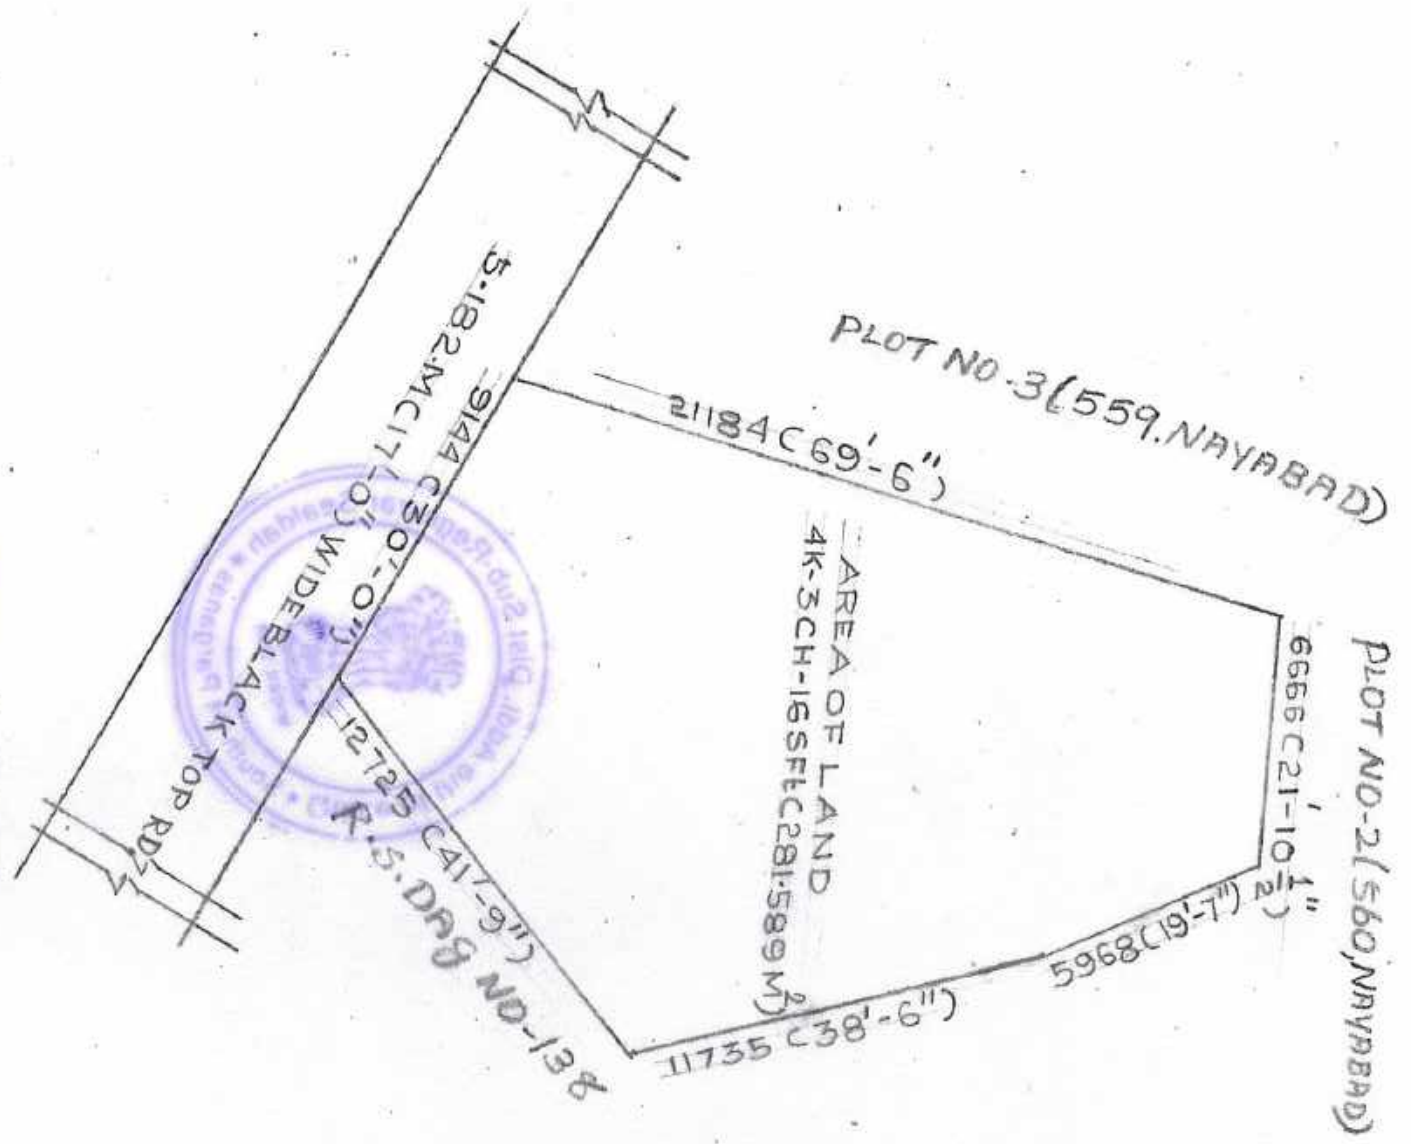 PLOT NO-3(559.NAYABAD)
21184 (69'-6")
5.182.M(17'-0") WIDE BLACK TOP RD,
9144 (30'-0")
AREA OF LAND
4K-3CH-16SFt(281.589M²)
6666(21'-10½")
PLOT NO-2(560,NAYABAD)
5968(19'-7")
11735 (38'-6")
12725 (41'-9")
R.S.DAG NO-138